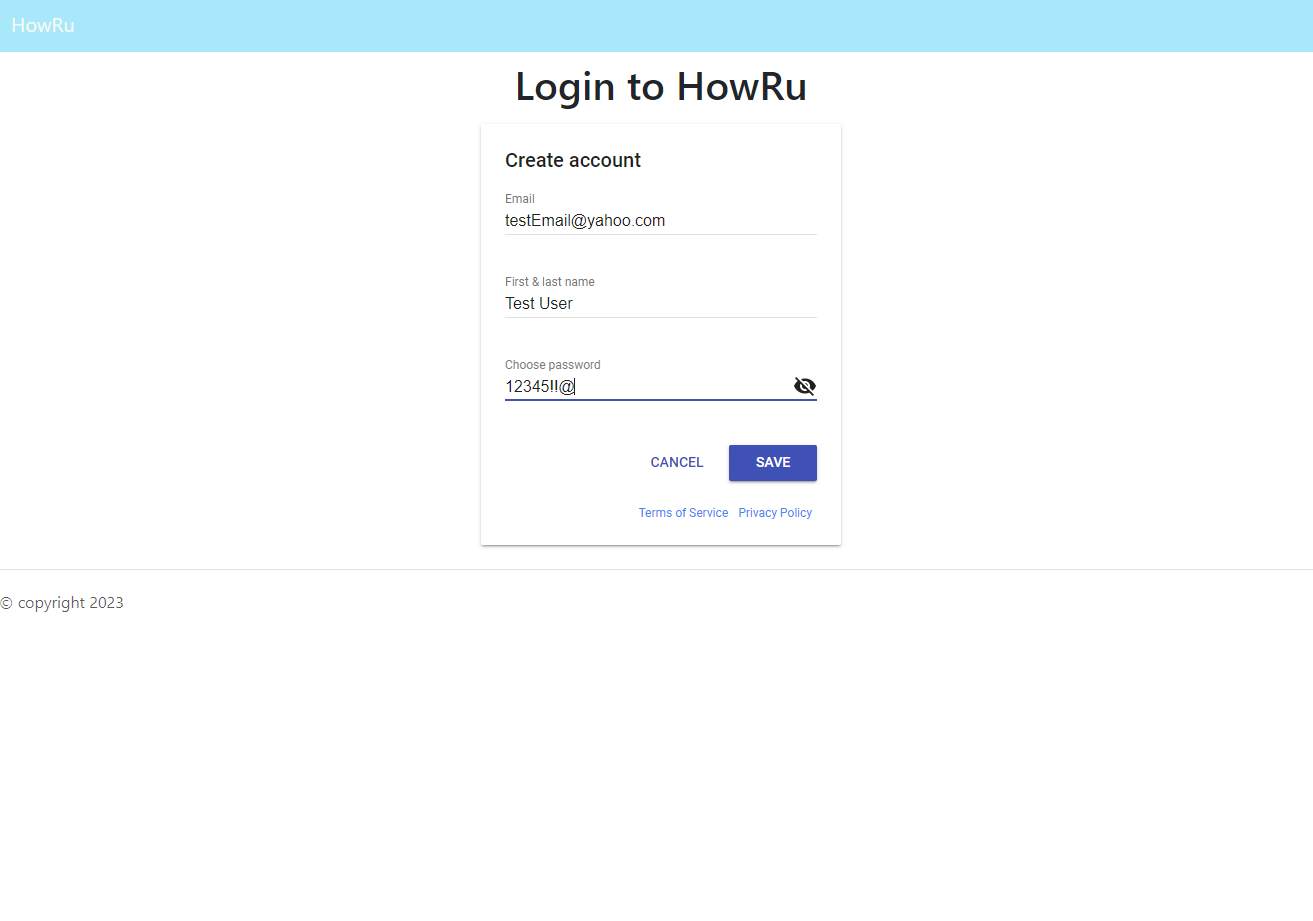 HowRu
Login to HowRu
Create account
Email
testEmail@yahoo.com
First & last name
Test User
Choose password
12345!!@
CANCEL SAVE
Terms of Service Privacy Policy
© copyright 2023